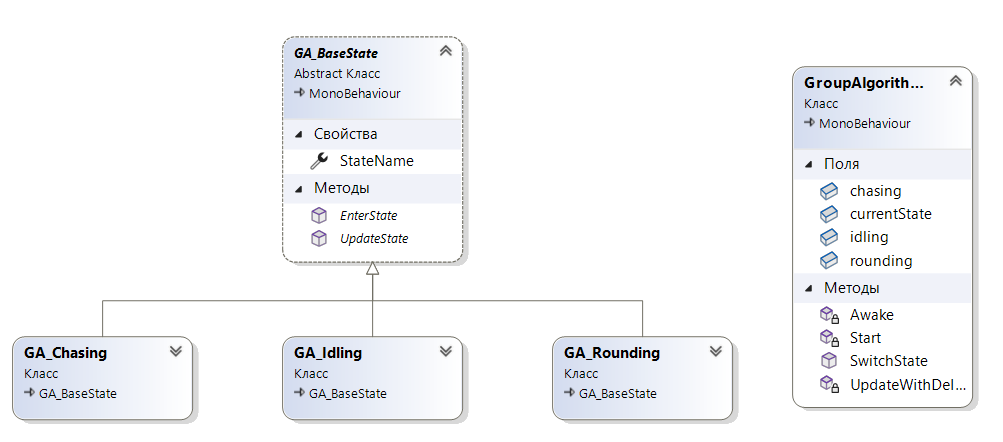 GA_BaseState
Abstract Класс
MonoBehaviour
Свойства
StateName
Методы
EnterState
UpdateState
GA_Chasing
Класс
GA_BaseState
GA_Idling
Класс
GA_BaseState
GA_Rounding
Класс
GA_BaseState
GroupAlgorith...
Класс
MonoBehaviour
Поля
chasing
currentState
idling
rounding
Методы
Awake
Start
SwitchState
UpdateWithDel...